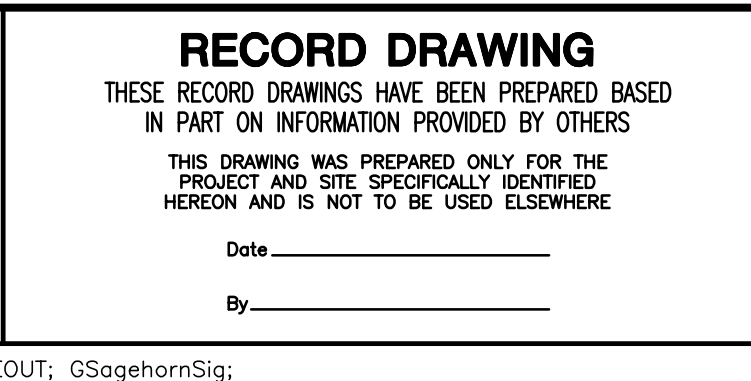 RECORD DRAWING
THESE RECORD DRAWINGS HAVE BEEN PREPARED BASED
IN PART ON INFORMATION PROVIDED BY OTHERS
THIS DRAWING WAS PREPARED ONLY FOR THE
PROJECT AND SITE SPECIFICALLY IDENTIFIED
HEREON AND IS NOT TO BE USED ELSEWHERE
Date
By
GSagehornSig;